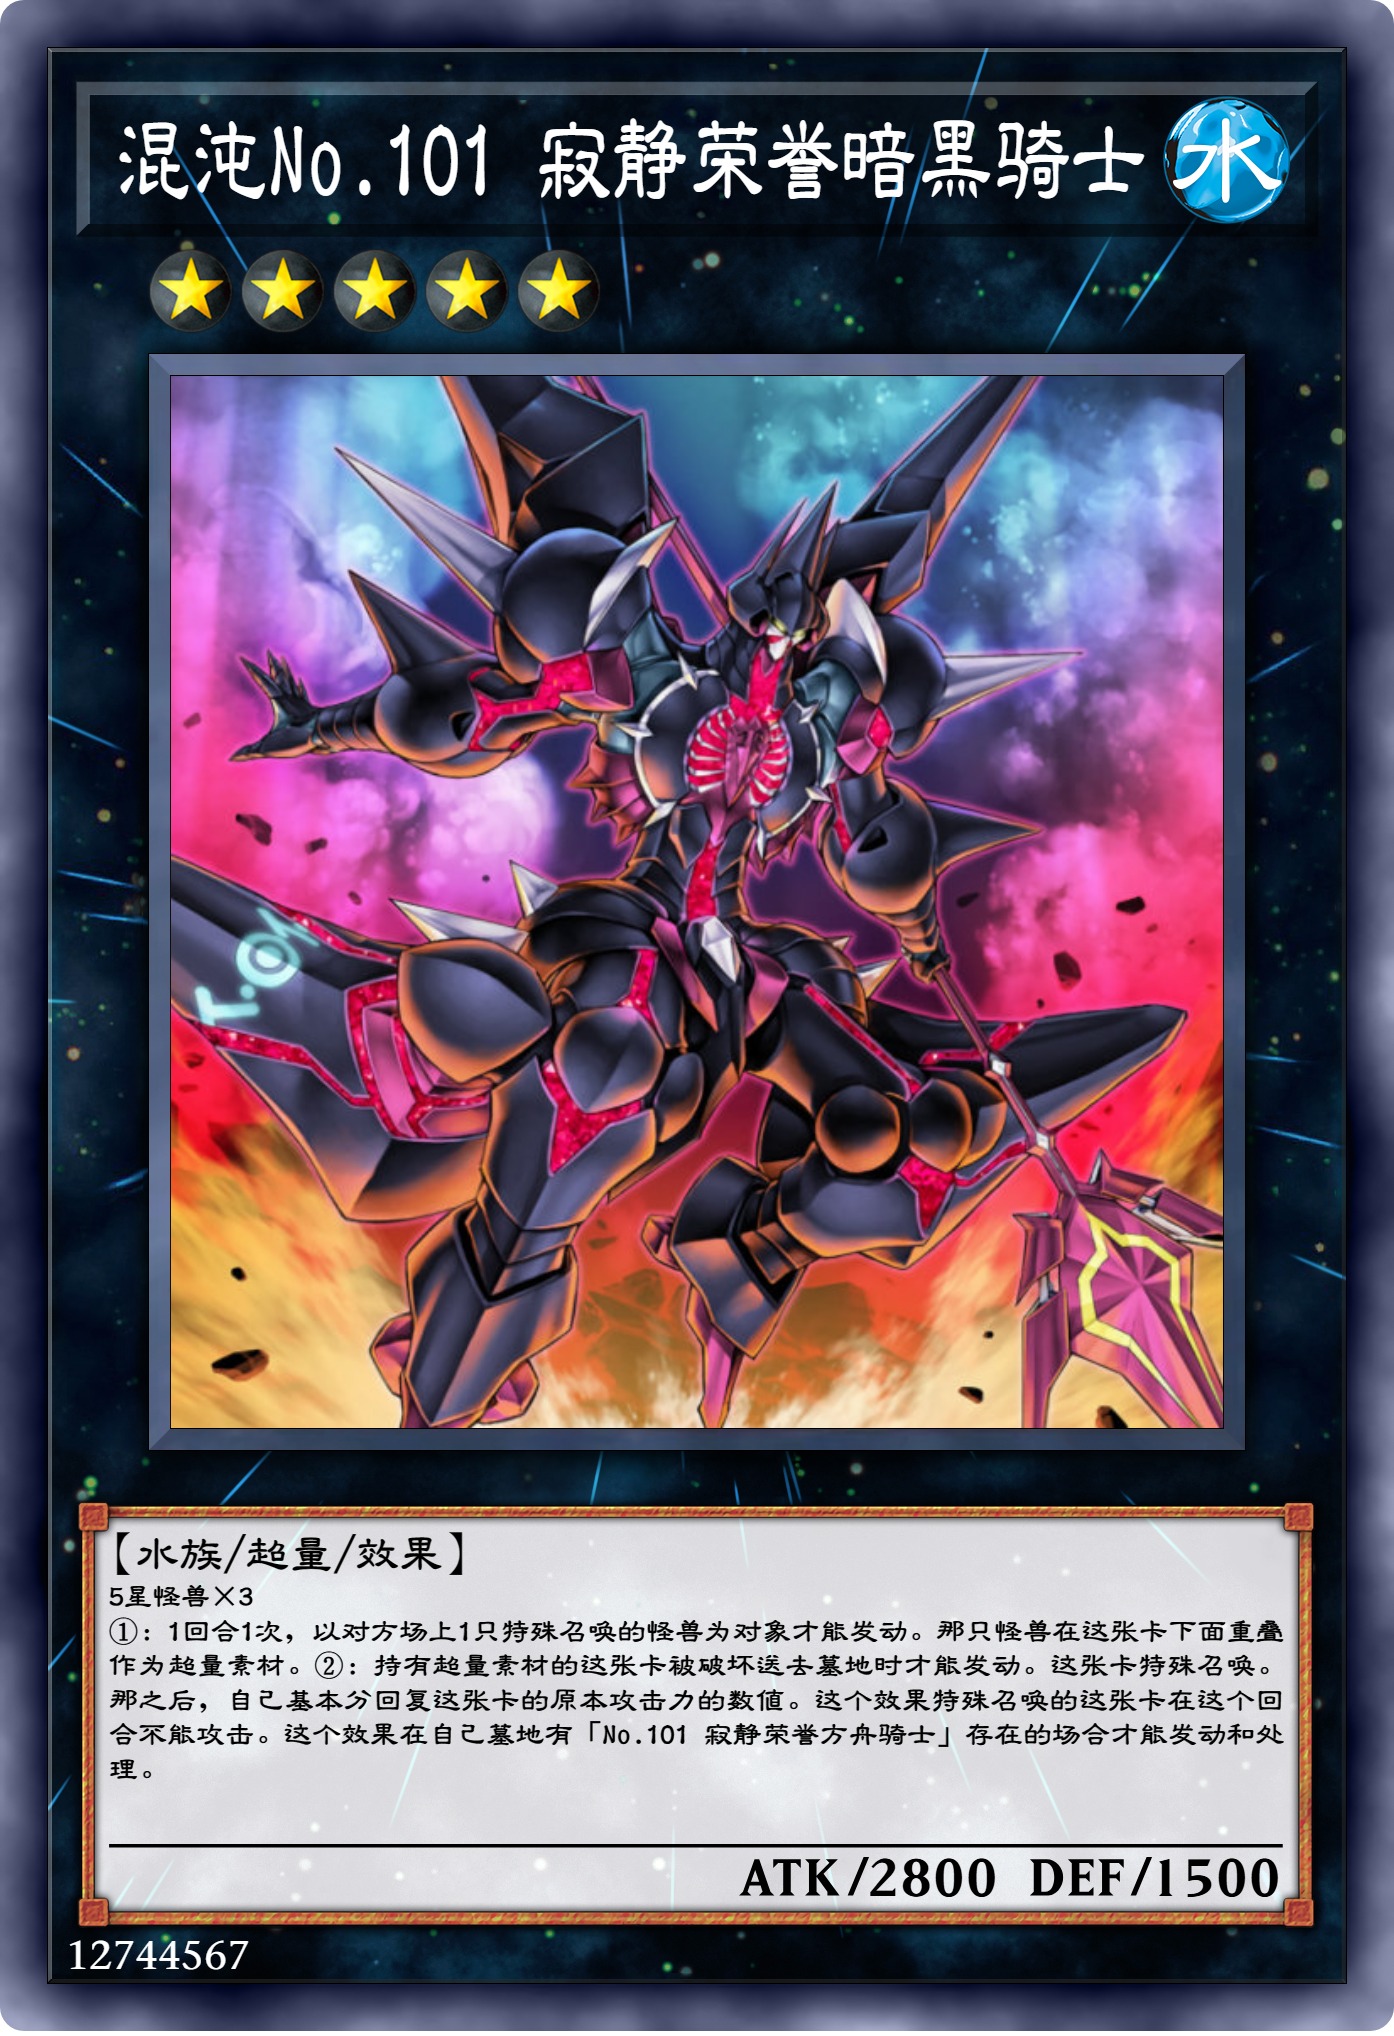 混沌No.101 寂静荣誉暗黑骑士 水
T.01
【水族/超量/效果】
5星怪兽×3
①：1回合1次，以对方场上1只特殊召唤的怪兽为对象才能发动。那只怪兽在这张卡下面重叠
作为超量素材。②：持有超量素材的这张卡被破坏送去墓地时才能发动。这张卡特殊召唤。
那之后，自己基本分回复这张卡的原本攻击力的数值。这个效果特殊召唤的这张卡在这个回
合不能攻击。这个效果在自己墓地有「No.101 寂静荣誉方舟骑士」存在的场合才能发动和处
理。
ATK/2800 DEF/1500
12744567